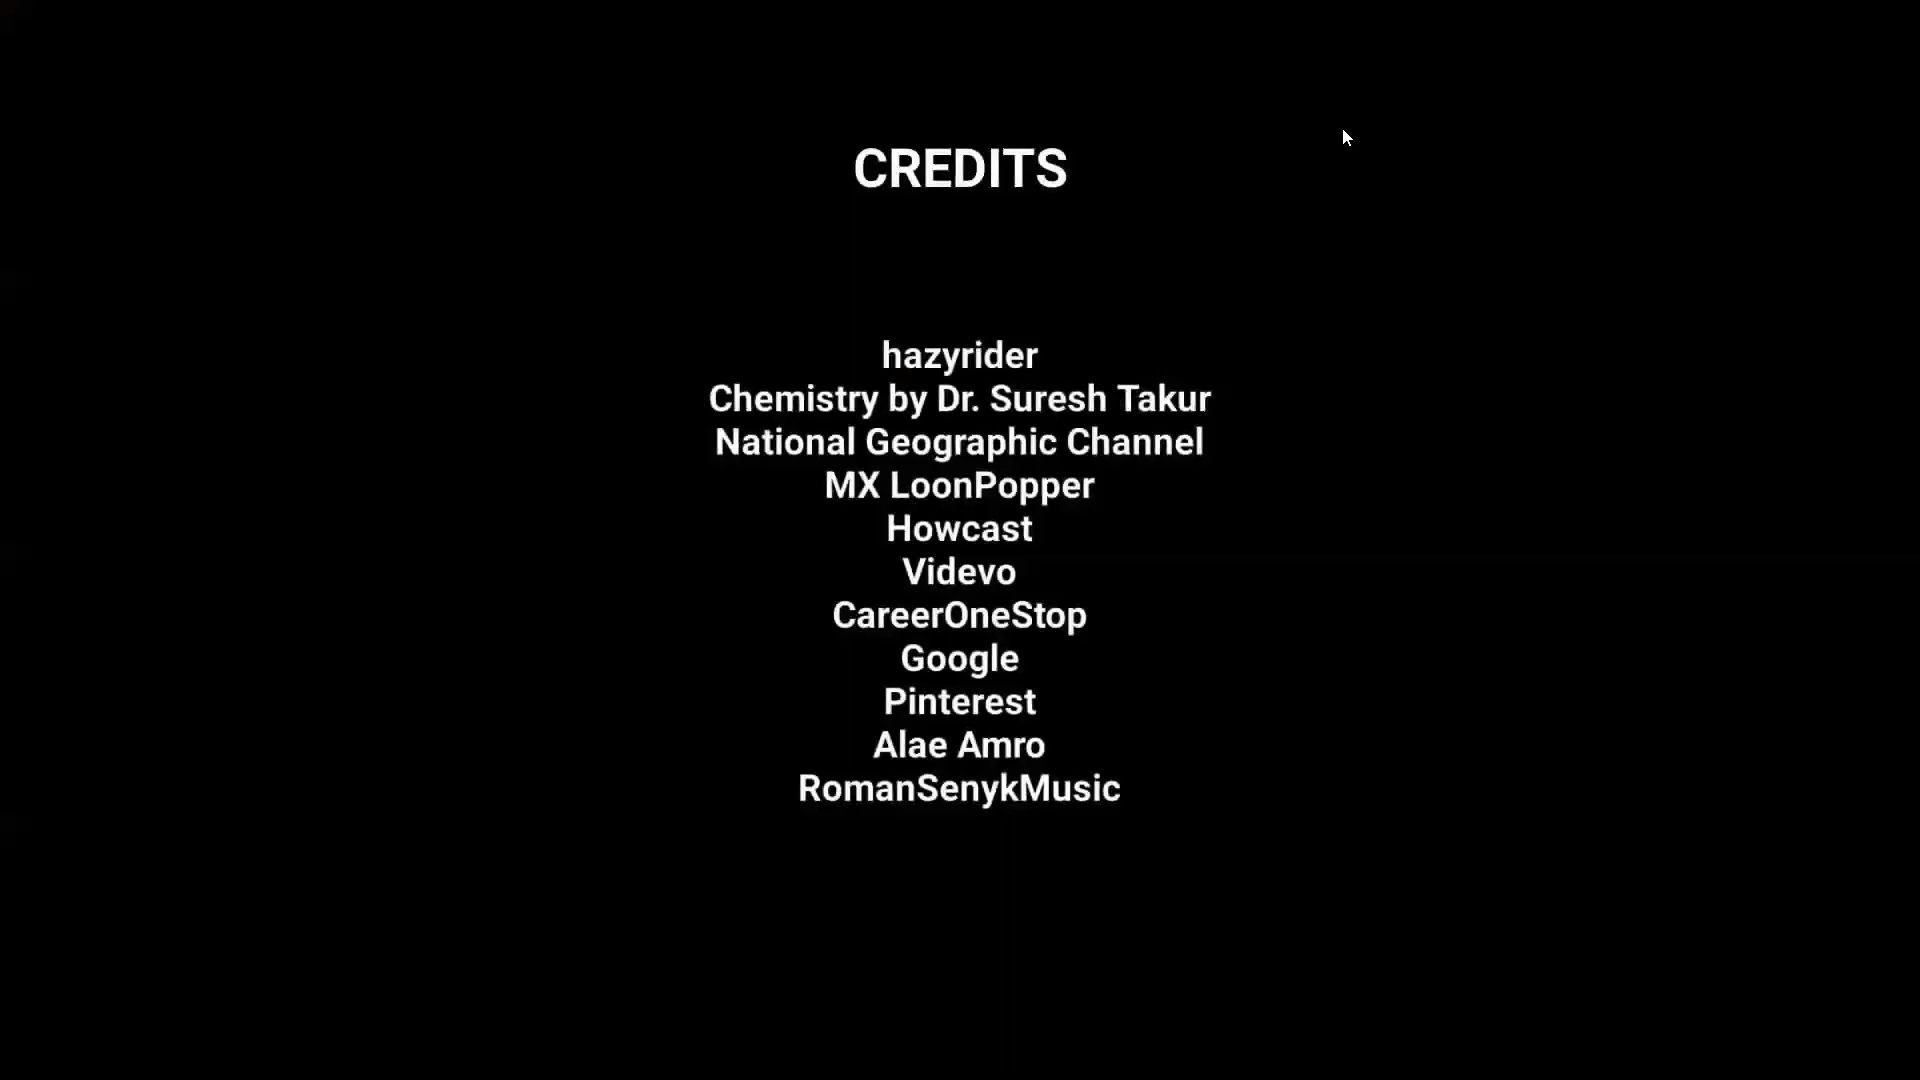 CREDITS
hazyrider
Chemistry by Dr. Suresh Takur
National Geographic Channel
MX LoonPopper
Howcast
Videvo
CareerOneStop
Google
Pinterest
Alae Amro
RomanSenykMusic